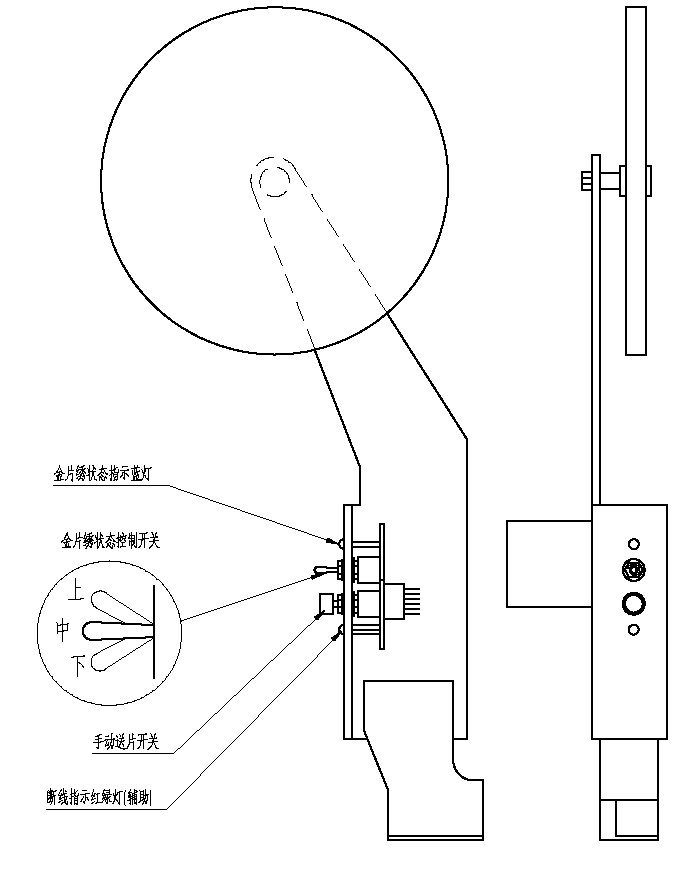 金片绣状态指示蓝灯
金片绣状态控制开关
上
中
下
手动送片开关
断线指示红绿灯(辅助)